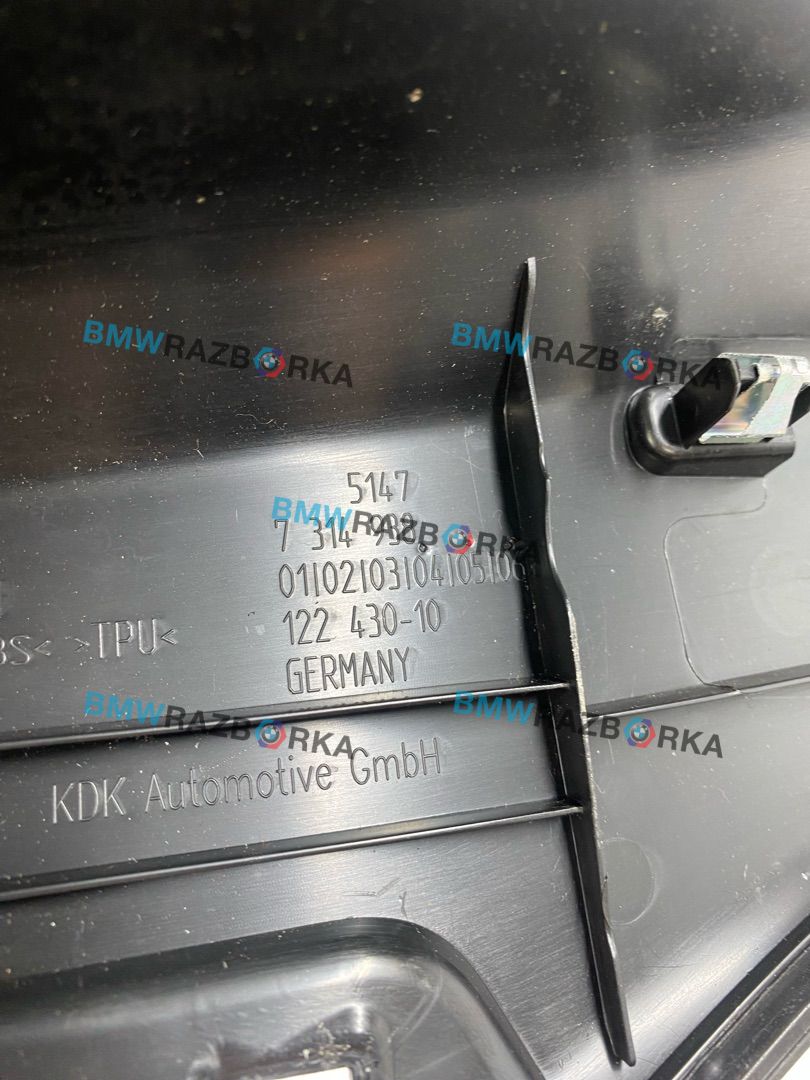 BMWRAZBORKA
BMWRAZBORKA
5147
BMWRAZBORKA
7 314
01|02|03|04|05|06
>TPU<
122 430-10
GERMANY
BMWRAZBORKA
BMWRAZBORKA
KDK Automotive GmbH